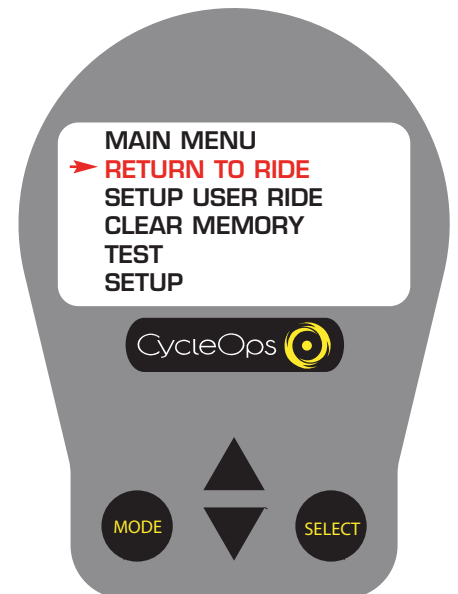 MAIN MENU
RETURN TO RIDE
SETUP USER RIDE
CLEAR MEMORY
TEST
SETUP
CycleOps
MODE
SELECT